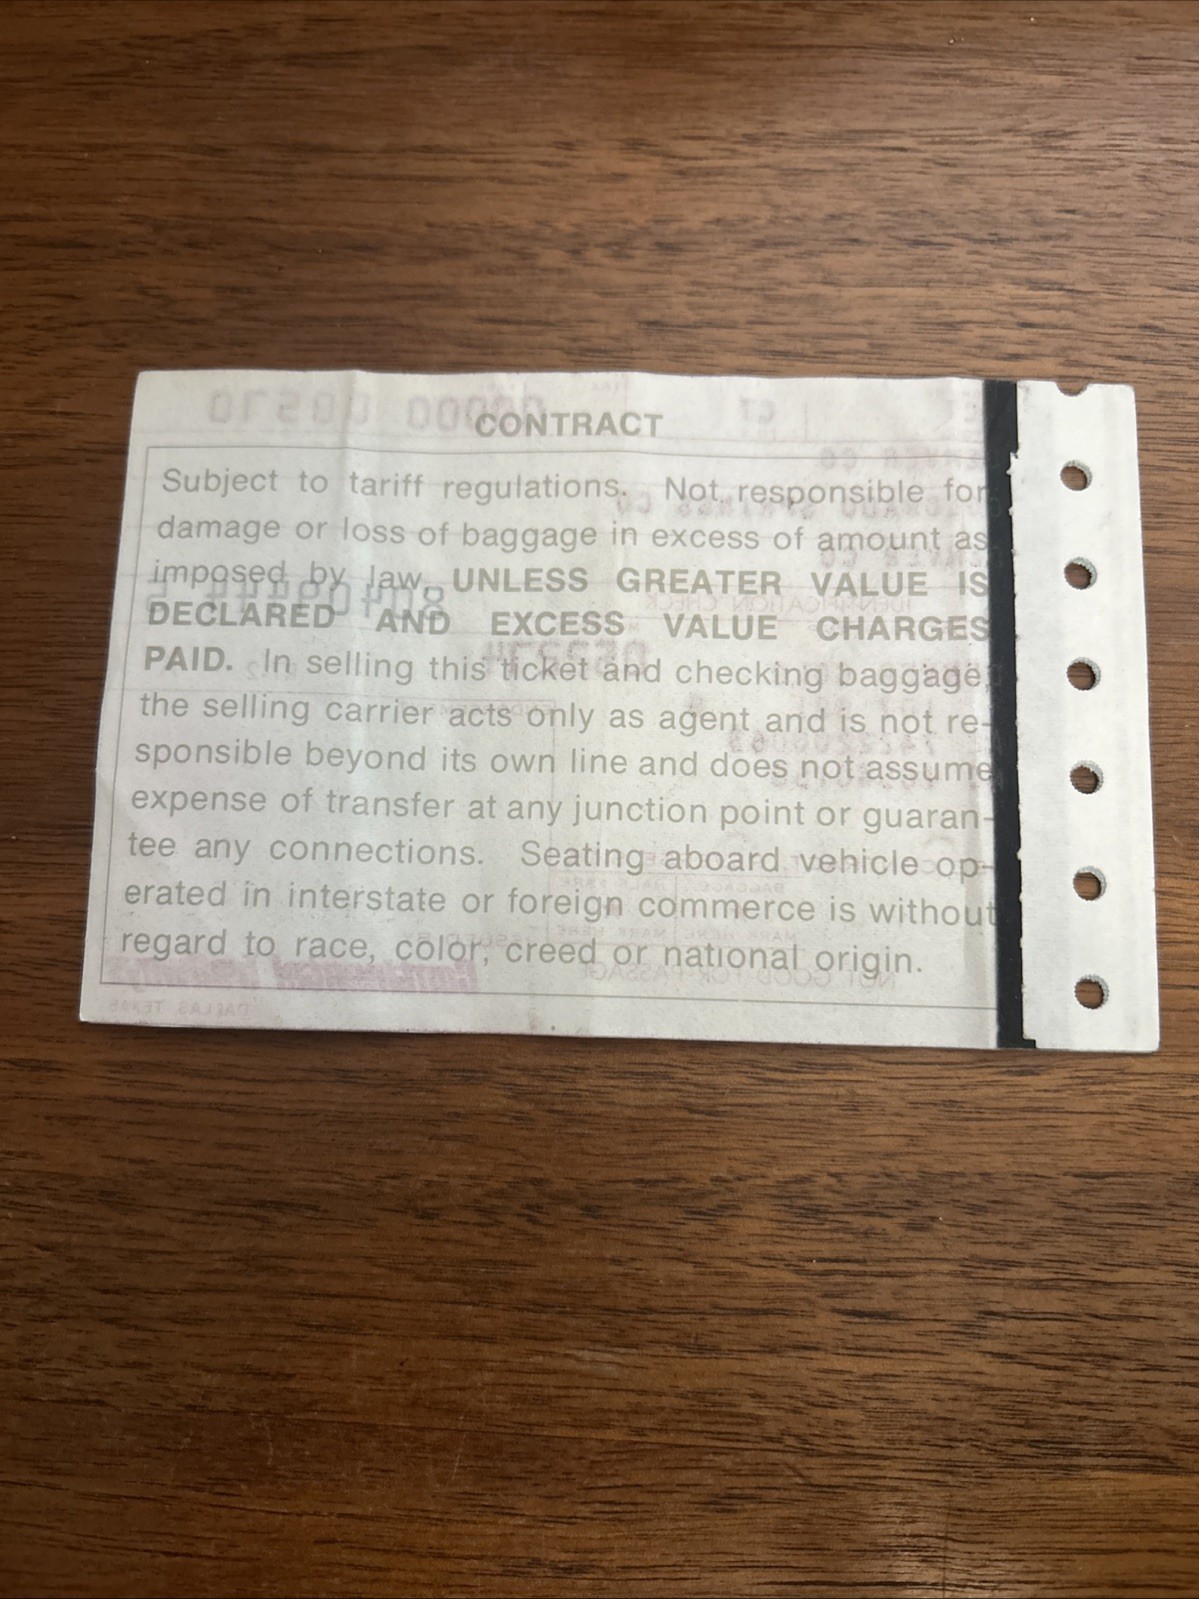 CONTRACT
Subject to tariff regulations. Not responsible for
damage or loss of baggage in excess of amount as
imposed by law, UNLESS GREATER VALUE IS
DECLARED AND EXCESS VALUE CHARGES
PAID. In selling this ticket and checking baggage,
the selling carrier acts only as agent and is not re-
sponsible beyond its own line and does not assume
expense of transfer at any junction point or guaran-
tee any connections. Seating aboard vehicle op-
erated in interstate or foreign commerce is without
regard to race, color, creed or national origin.